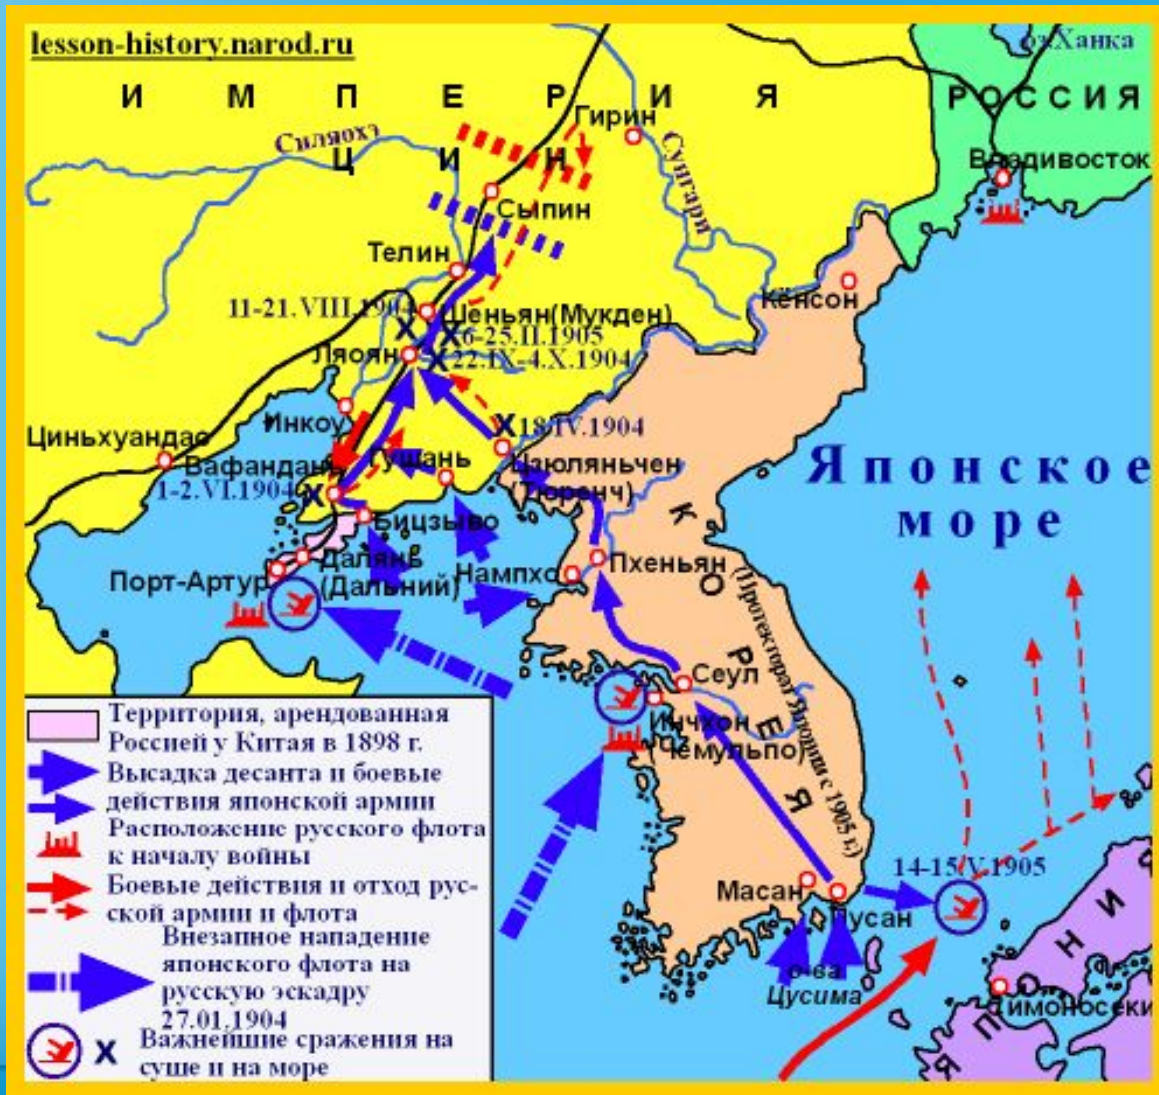 lesson-history.narod.ru
оз.Ханка
ИМПЕРИЯ
РОССИЯ
Гирин
Силяохэ
ЦИН
Сунгари
Владивосток
Сыпин
Телин
Кёнсон
11-21.VIII.1904
Шеньян(Мукден)
6-25.II.1905
Ляоян
22.IX-4.X.1904
Инкоу
18.IV.1904
Циньхуандао
Вафандань
Гушань
Цзюляньчен
(Тюренч)
1-2.VI.1904
Японское
море
Бицзыво
КОРЕЯ
(Протекторат Японии с 1905 г.)
Далянь
(Дальний)
Порт-Артур
Нампхо
Пхеньян
Сеул
Инчхон
(Чемульпо)
14-15.V.1905
Масан
Пусан
о-ва
Цусима
ЯПОНИ
Симоносеки
Территория, арендованная
Россией у Китая в 1898 г.
Высадка десанта и боевые
действия японской армии
Расположение русского флота
к началу войны
Боевые действия и отход рус-
ской армии и флота
Внезапное нападение
японского флота на
русскую эскадру
27.01.1904
X Важнейшие сражения на
суше и на море